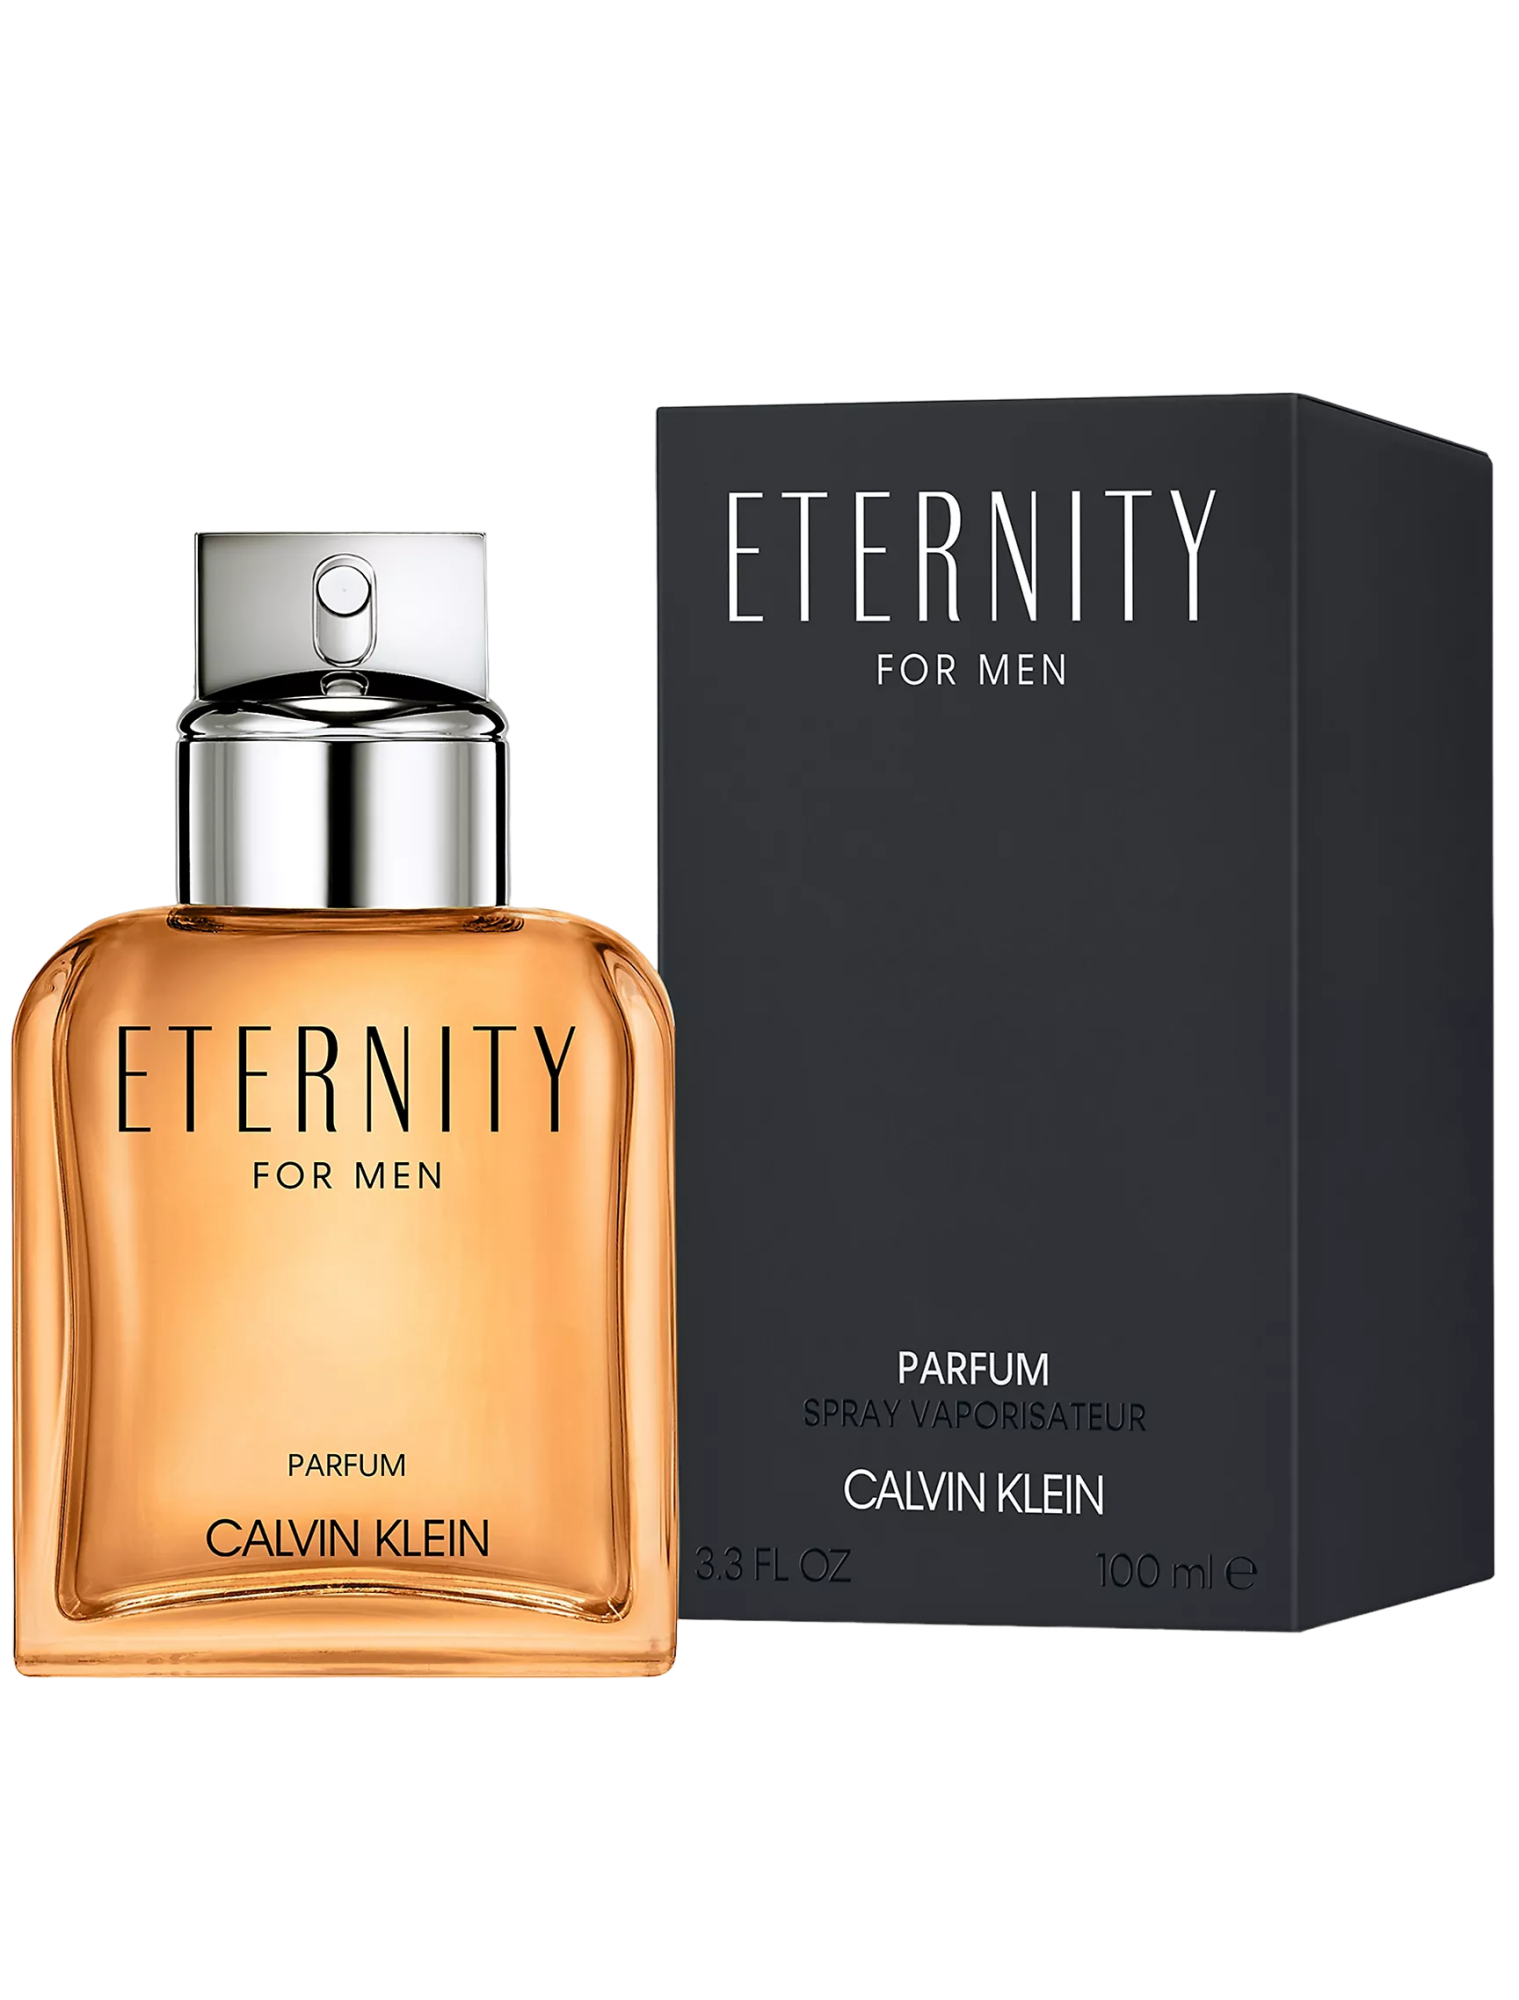 ETERNITY
FOR MEN
PARFUM
CALVIN KLEIN
ETERNITY
FOR MEN
PARFUM
SPRAY VAPORISATEUR
CALVIN KLEIN
3.3 FL OZ 100 ml ℮